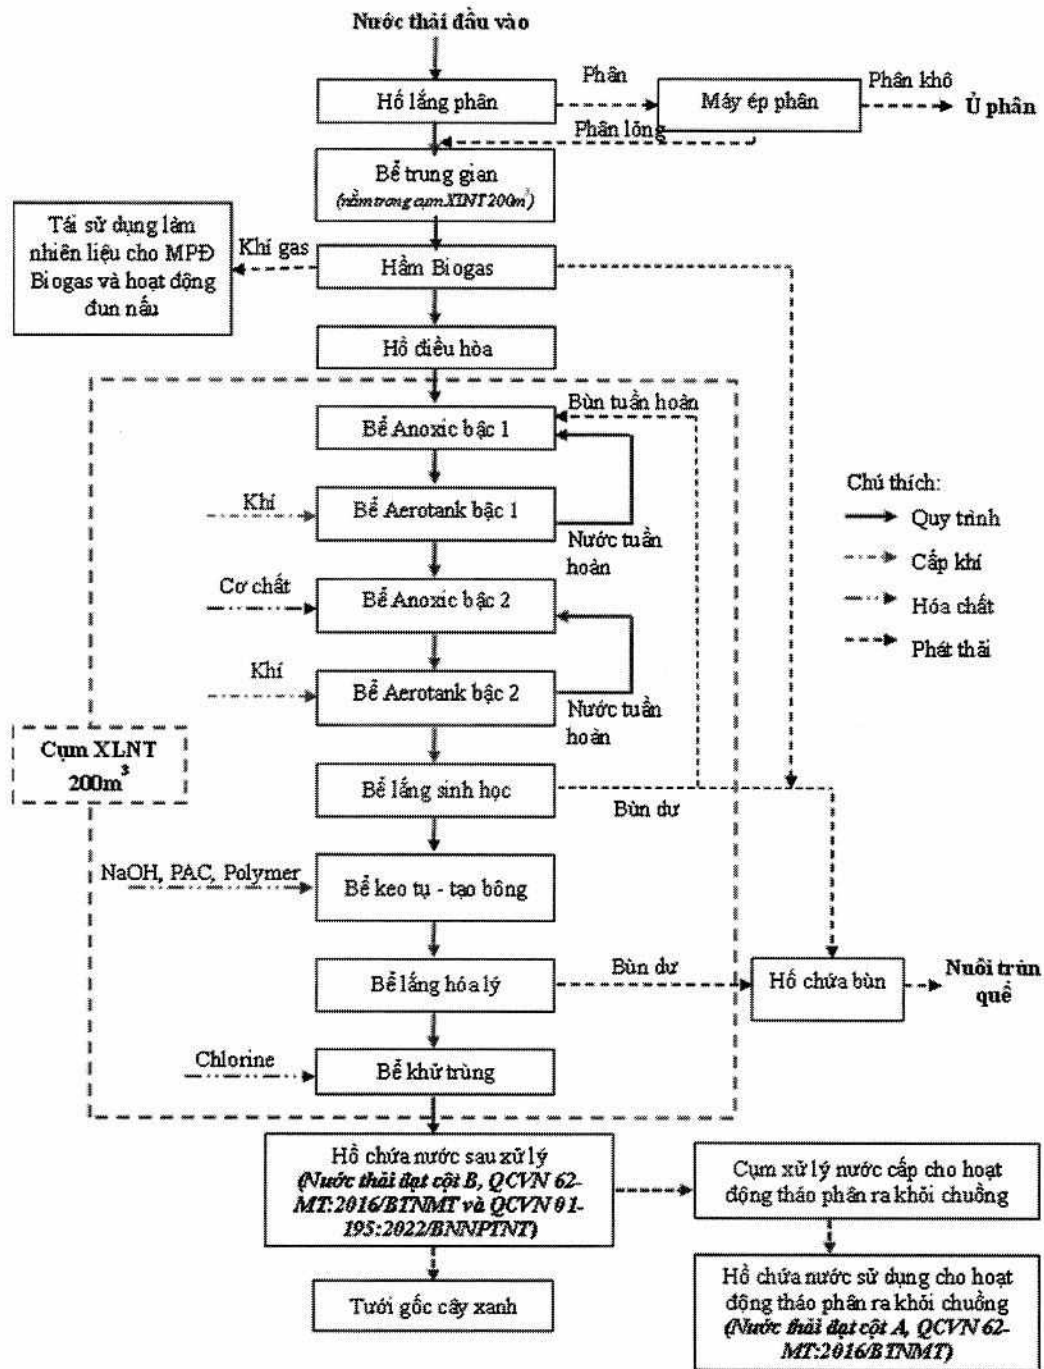 Nước thải đầu vào
Hố lắng phân
Phân
Máy ép phân
Phân khô
Ủ phân
Phân lỏng
Bể trung gian
(nằm trong cụm XLNT 200m³)
Tái sử dụng làm
nhiên liệu cho MPĐ
Biogas và hoạt động
đun nấu
Khí gas
Hầm Biogas
Hồ điều hòa
Bùn tuần hoàn
Bể Anoxic bậc 1
Khí
Bể Aerotank bậc 1
Nước tuần
hoàn
Cơ chất
Bể Anoxic bậc 2
Khí
Bể Aerotank bậc 2
Nước tuần
hoàn
Chú thích:
Quy trình
Cấp khí
Hóa chất
Phát thải
Cụm XLNT
200m³
Bể lắng sinh học
Bùn dư
NaOH, PAC, Polymer
Bể keo tụ - tạo bông
Bể lắng hóa lý
Bùn dư
Hố chứa bùn
Nuôi trùn
quế
Chlorine
Bể khử trùng
Hồ chứa nước sau xử lý
(Nước thải đạt cột B, QCVN 62-
MT:2016/BTNMT và QCVN 01-
195:2022/BNNPTNT)
Cụm xử lý nước cấp cho hoạt
động tháo phân ra khỏi chuồng
Tưới gốc cây xanh
Hồ chứa nước sử dụng cho hoạt
động tháo phân ra khỏi chuồng
(Nước thải đạt cột A, QCVN 62-
MT:2016/BTNMT)